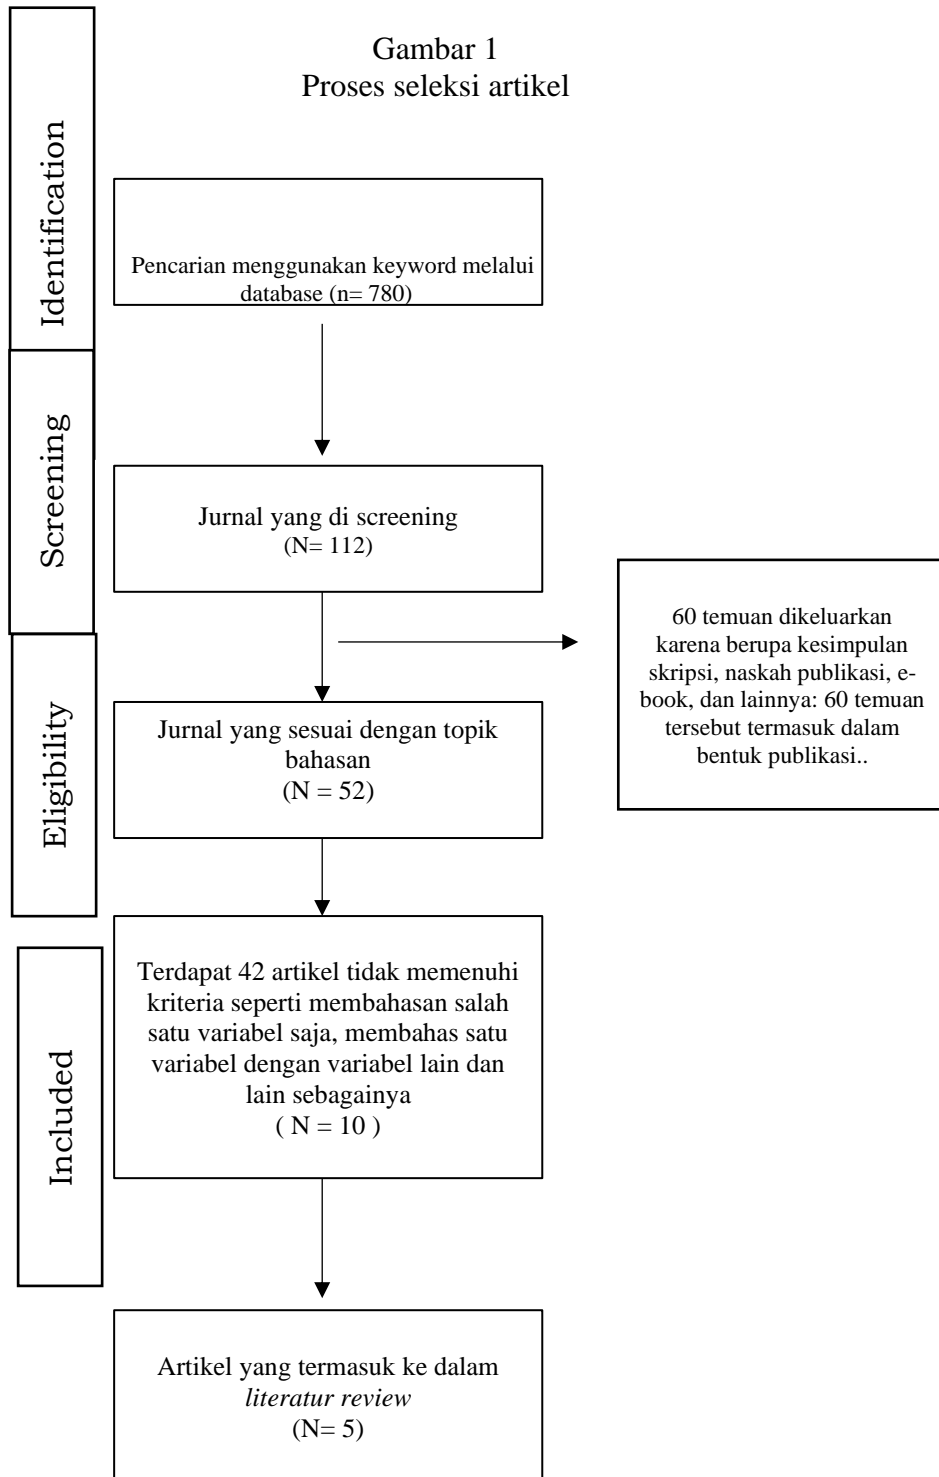 Gambar 1
Proses seleksi artikel
Identification
Pencarian menggunakan keyword melalui
database (n= 780)
Screening
Jurnal yang di screening
(N= 112)
60 temuan dikeluarkan
karena berupa kesimpulan
skripsi, naskah publikasi, e-
book, dan lainnya: 60 temuan
tersebut termasuk dalam
bentuk publikasi..
Eligibility
Jurnal yang sesuai dengan topik
bahasan
(N = 52)
Included
Terdapat 42 artikel tidak memenuhi
kriteria seperti membahasan salah
satu variabel saja, membahas satu
variabel dengan variabel lain dan
lain sebagainya
( N = 10 )
Artikel yang termasuk ke dalam
literatur review
(N= 5)